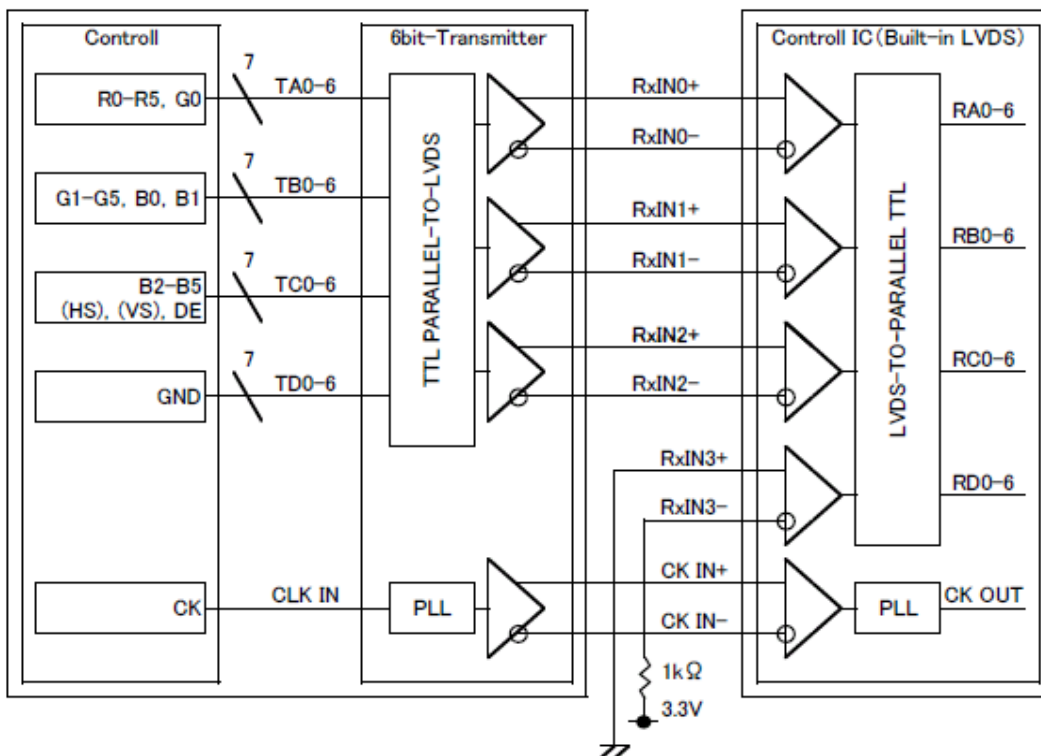 Controll
6bit-Transmitter
Controll IC(Built-in LVDS)
R0-R5, G0
7
TA0-6
RxIN0+
RxIN0-
RA0-6
G1-G5, B0, B1
7
TB0-6
RxIN1+
RxIN1-
RB0-6
B2-B5
(HS), (VS), DE
7
TC0-6
RxIN2+
RxIN2-
RC0-6
GND
7
TD0-6
RxIN3+
RxIN3-
RD0-6
TTL PARALLEL-TO-LVDS
LVDS-TO-PARALLEL TTL
CK
CLK IN
PLL
CK IN+
CK IN-
PLL
CK OUT
1kΩ
3.3V